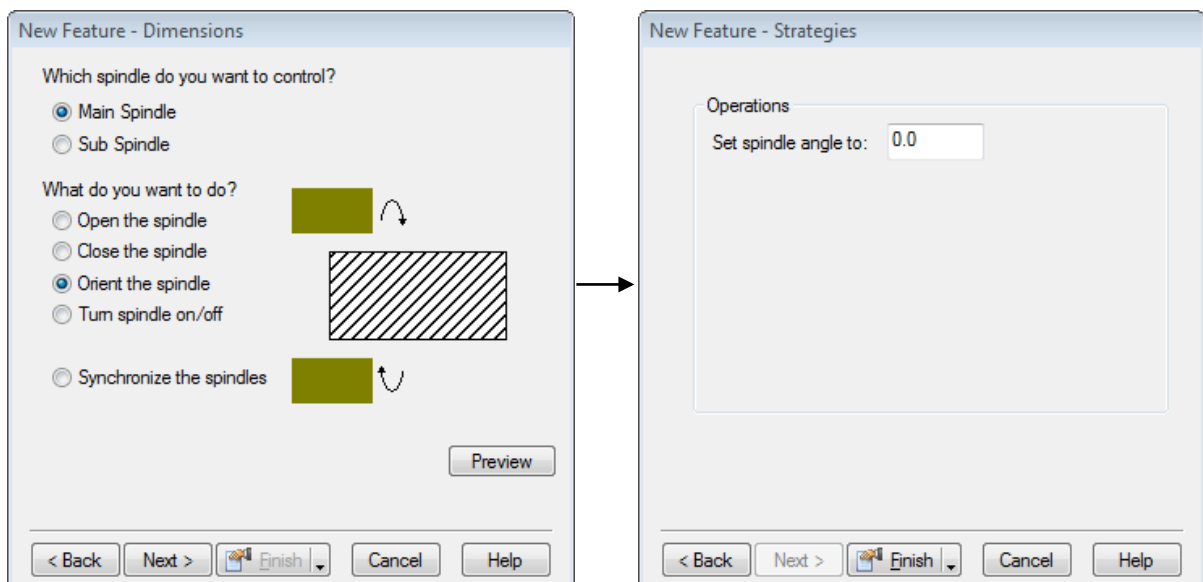 New Feature - Dimensions
Which spindle do you want to control?
Main Spindle
Sub Spindle
What do you want to do?
Open the spindle
Close the spindle
Orient the spindle
Turn spindle on/off
Synchronize the spindles
Preview
< Back Next > Finish Cancel Help
New Feature - Strategies
Operations
Set spindle angle to: 0.0
< Back Next > Finish Cancel Help